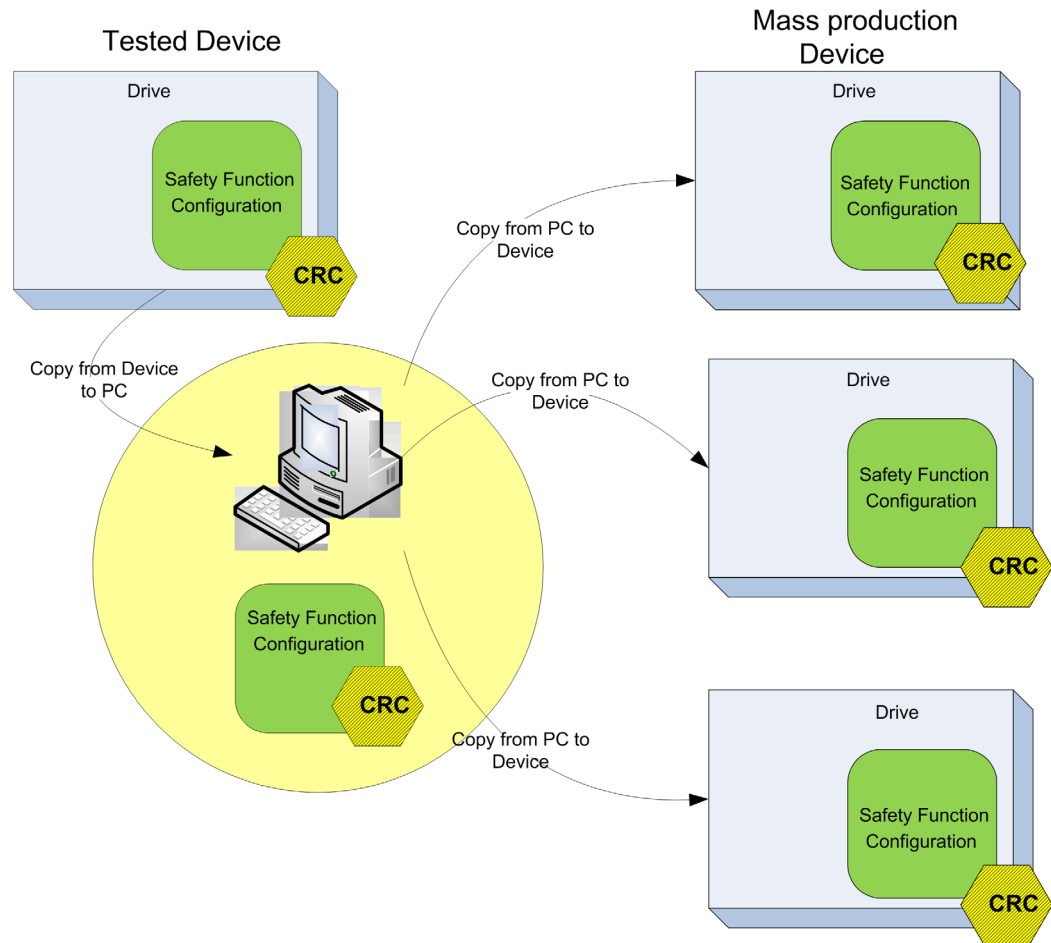 Tested Device
Drive
Safety Function
Configuration
CRC
Copy from Device
to PC
Safety Function
Configuration
CRC
Copy from PC to
Device
Copy from PC to
Device
Copy from PC to
Device
Mass production
Device
Drive
Safety Function
Configuration
CRC
Drive
Safety Function
Configuration
CRC
Drive
Safety Function
Configuration
CRC